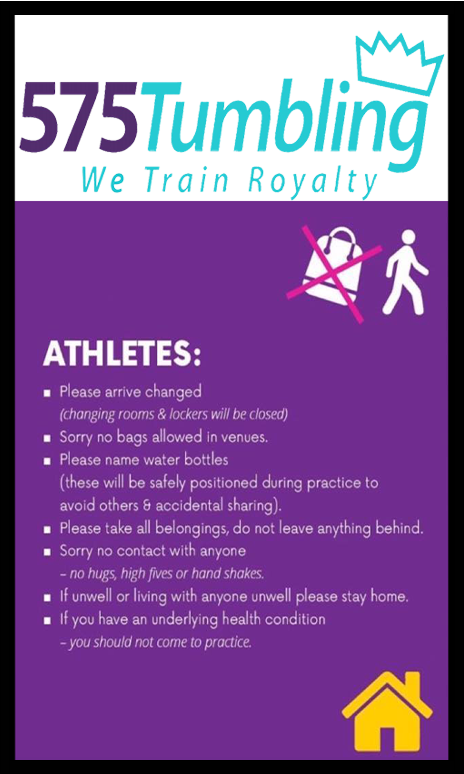 575Tumbling
We Train Royalty
ATHLETES:
▪ Please arrive changed
(changing rooms & lockers will be closed)
▪ Sorry no bags allowed in venues.
▪ Please name water bottles
(these will be safely positioned during practice to
avoid others & accidental sharing).
▪ Please take all belongings, do not leave anything behind.
▪ Sorry no contact with anyone
– no hugs, high fives or hand shakes.
▪ If unwell or living with anyone unwell please stay home.
▪ If you have an underlying health condition
– you should not come to practice.